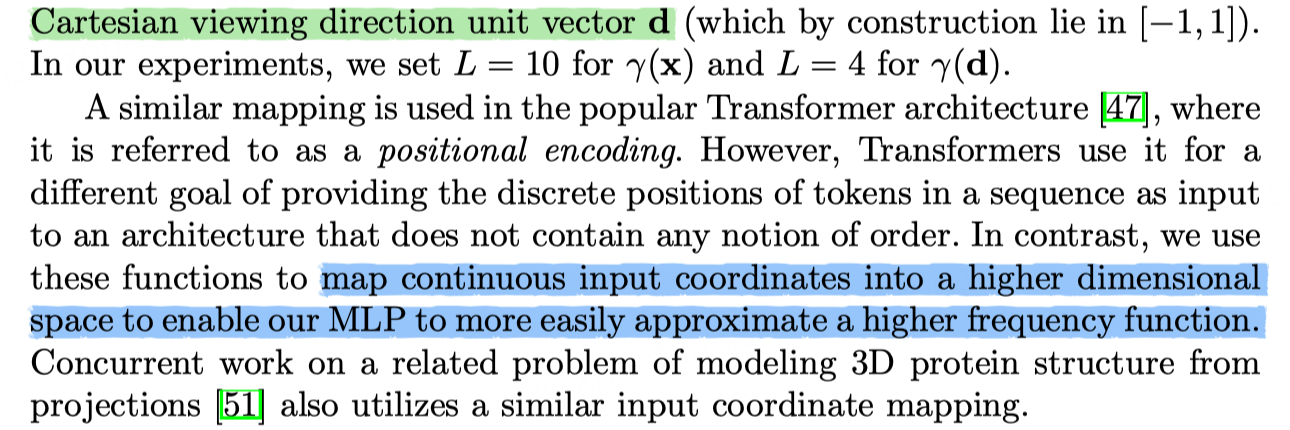 Cartesian viewing direction unit vector d (which by construction lie in [−1, 1]).
In our experiments, we set L = 10 for γ(x) and L = 4 for γ(d).
A similar mapping is used in the popular Transformer architecture [47], where
it is referred to as a positional encoding. However, Transformers use it for a
different goal of providing the discrete positions of tokens in a sequence as input
to an architecture that does not contain any notion of order. In contrast, we use
these functions to map continuous input coordinates into a higher dimensional
space to enable our MLP to more easily approximate a higher frequency function.
Concurrent work on a related problem of modeling 3D protein structure from
projections [51] also utilizes a similar input coordinate mapping.